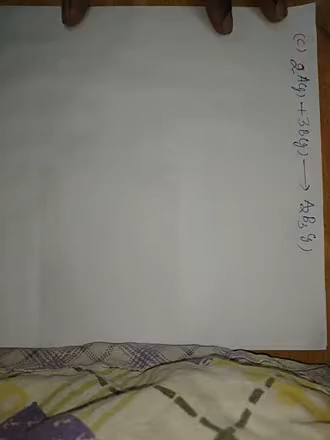 (C) 2A(g) + 3B(g) ⟶ A2B3(g)